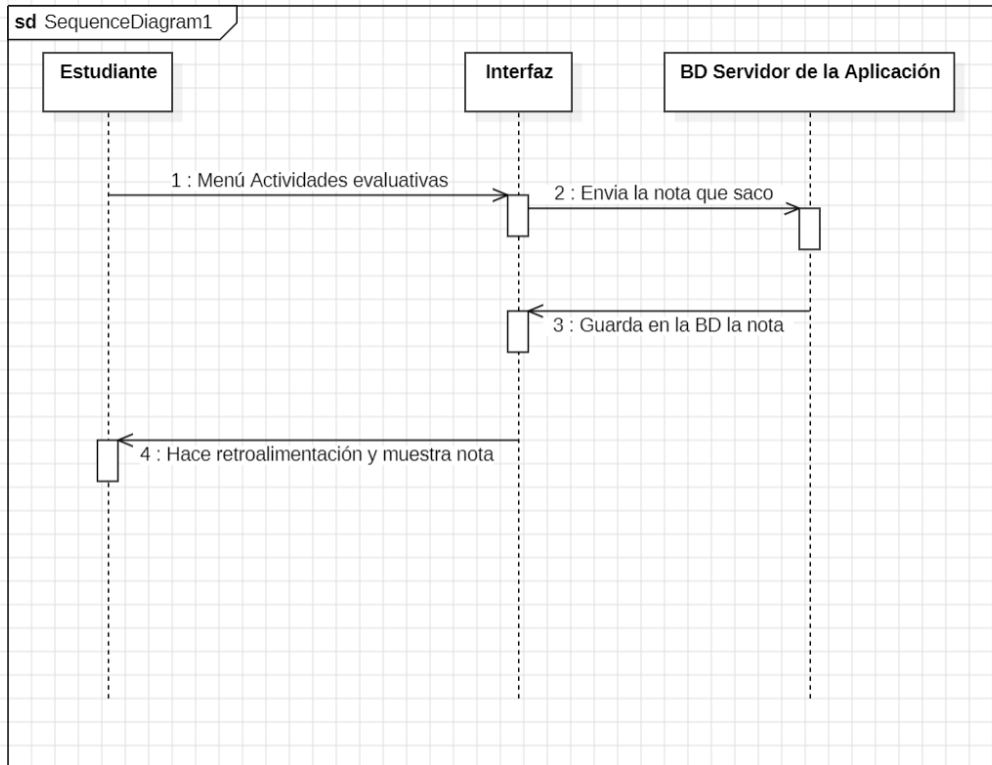 sd SequenceDiagram1
Estudiante
Interfaz
BD Servidor de la Aplicación
1 : Menú Actividades evaluativas
2 : Envia la nota que saco
3 : Guarda en la BD la nota
4 : Hace retroalimentación y muestra nota